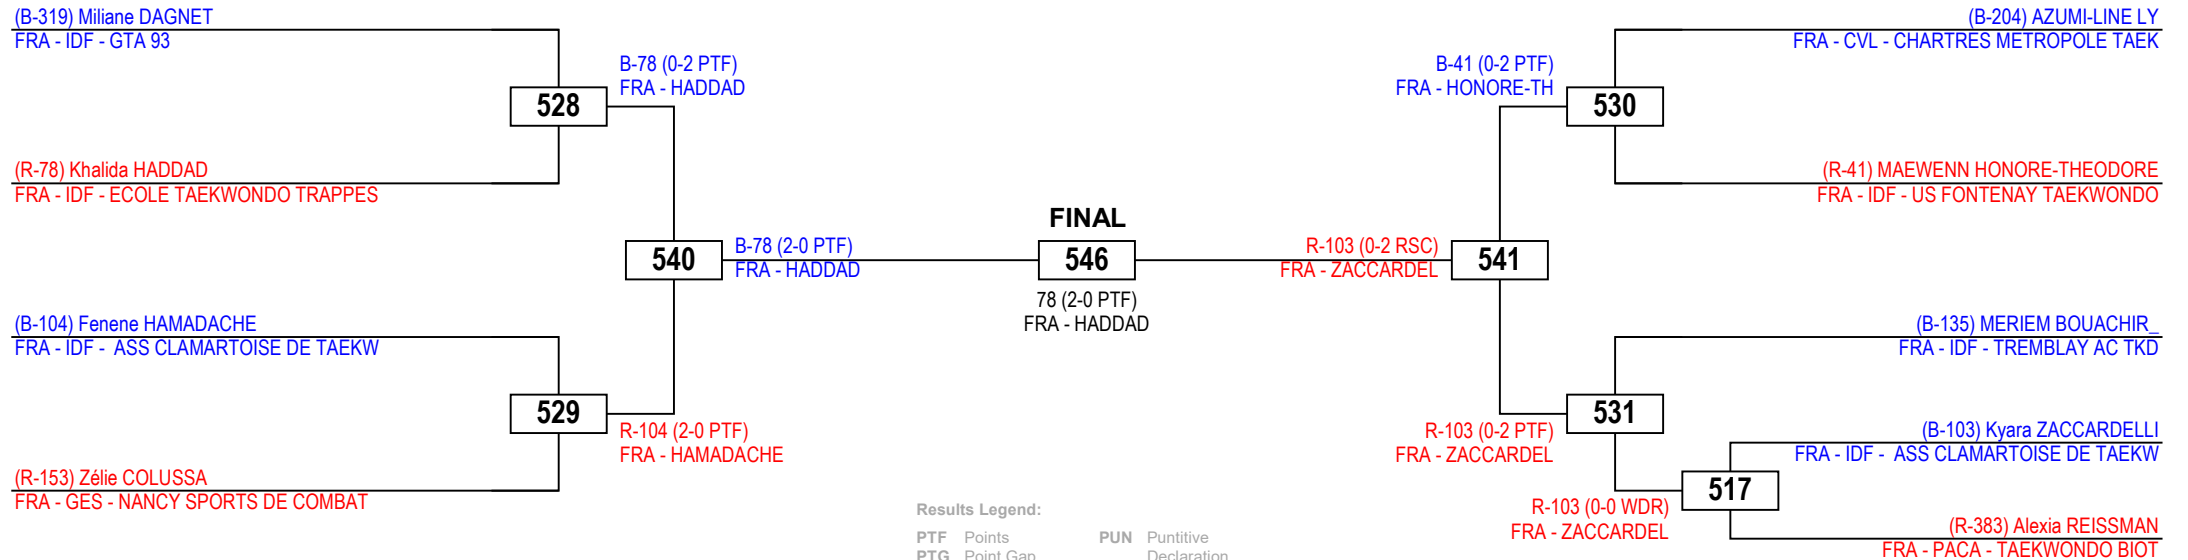 (B-319) Miliane DAGNET
FRA - IDF - GTA 93
B-78 (0-2 PTF)
FRA - HADDAD
528
(R-78) Khalida HADDAD
FRA - IDF - ECOLE TAEKWONDO TRAPPES
540
B-78 (2-0 PTF)
FRA - HADDAD
(B-104) Fenene HAMADACHE
FRA - IDF -  ASS CLAMARTOISE DE TAEKW
529
R-104 (2-0 PTF)
FRA - HAMADACHE
(R-153) Zélie COLUSSA
FRA - GES - NANCY SPORTS DE COMBAT
FINAL
546
78 (2-0 PTF)
FRA - HADDAD
(B-204) AZUMI-LINE LY
FRA - CVL - CHARTRES METROPOLE TAEK
B-41 (0-2 PTF)
FRA - HONORE-TH
530
(R-41) MAEWENN HONORE-THEODORE
FRA - IDF - US FONTENAY TAEKWONDO
R-103 (0-2 RSC)
FRA - ZACCARDEL
541
(B-135) MERIEM BOUACHIR_
FRA - IDF - TREMBLAY AC TKD
531
R-103 (0-2 PTF)
FRA - ZACCARDEL
(B-103) Kyara ZACCARDELLI
FRA - IDF -  ASS CLAMARTOISE DE TAEKW
517
R-103 (0-0 WDR)
FRA - ZACCARDEL
(R-383) Alexia REISSMAN
FRA - PACA - TAEKWONDO BIOT
Results Legend:
PTF Points PUN Puntitive
PTG Point Gap Declaration